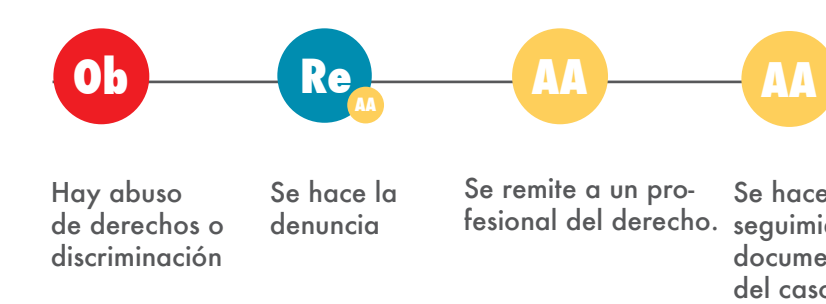 Ob
Re
AA
AA
AA
Hay abuso
de derechos o
discriminación
Se hace la
denuncia
Se remite a un pro-
fesional del derecho.
Se hace
del